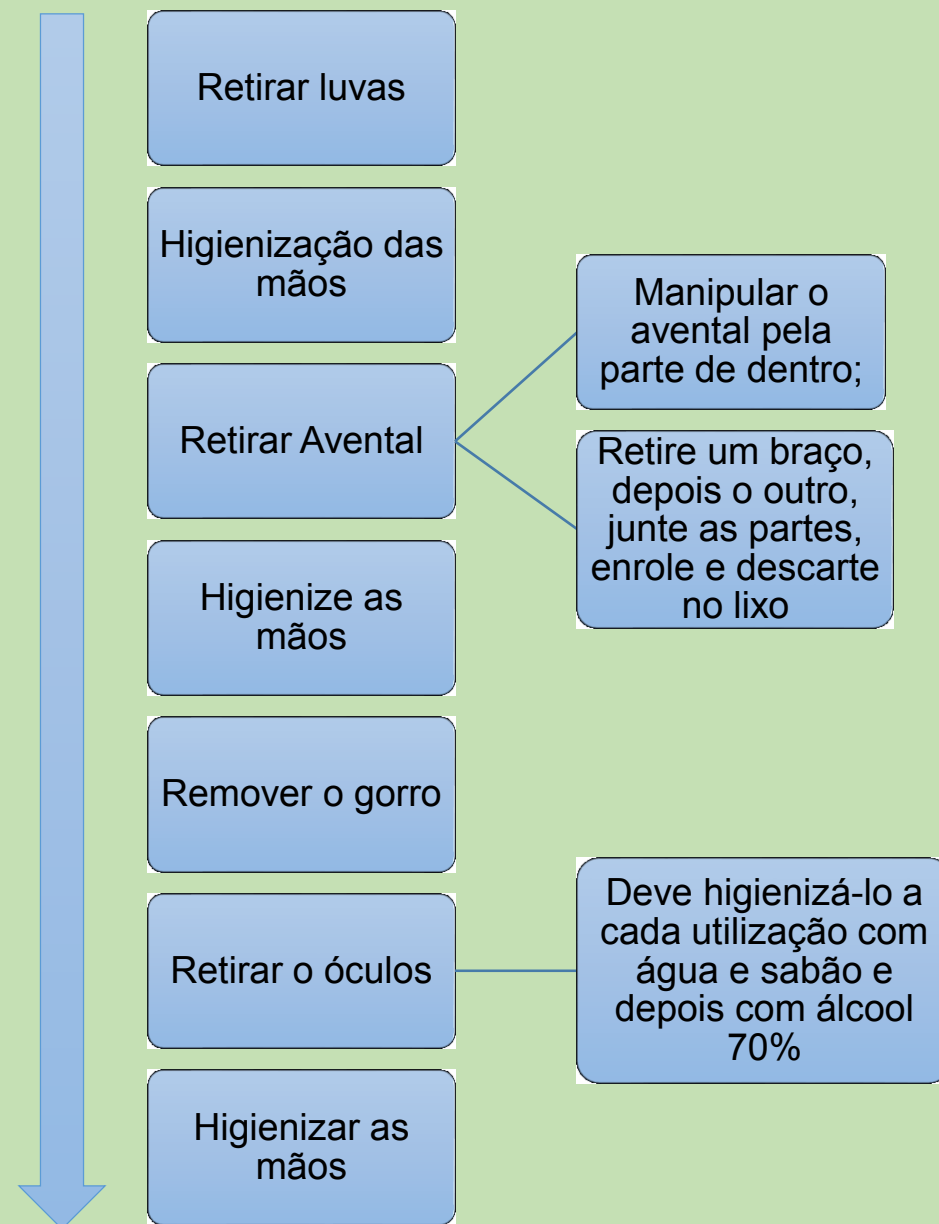 Retirar luvas
Higienização das
mãos
Retirar Avental
Manipular o
avental pela
parte de dentro;
Retire um braço,
depois o outro,
junte as partes,
enrole e descarte
no lixo
Higienize as
mãos
Remover o gorro
Retirar o óculos
Deve higienizá-lo a
cada utilização com
água e sabão e
depois com álcool
70%
Higienizar as
mãos